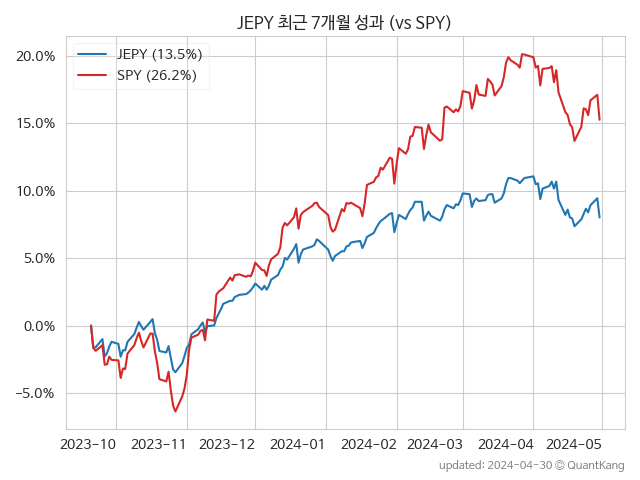 JEPY 최근 7개월 성과 (vs SPY)
JEPY (13.5%)
SPY (26.2%)
20.0%
15.0%
10.0%
5.0%
0.0%
−5.0%
2023−10 2023−11 2023−12 2024−01 2024−02 2024−03 2024−04 2024−05
updated: 2024-04-30 © QuantKang